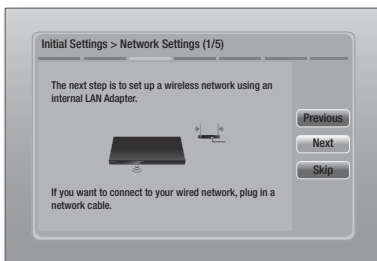 Initial Settings > Network Settings (1/5)
The next step is to set up a wireless network using an
internal LAN Adapter.
If you want to connect to your wired network, plug in a
network cable.
Previous
Next
Skip